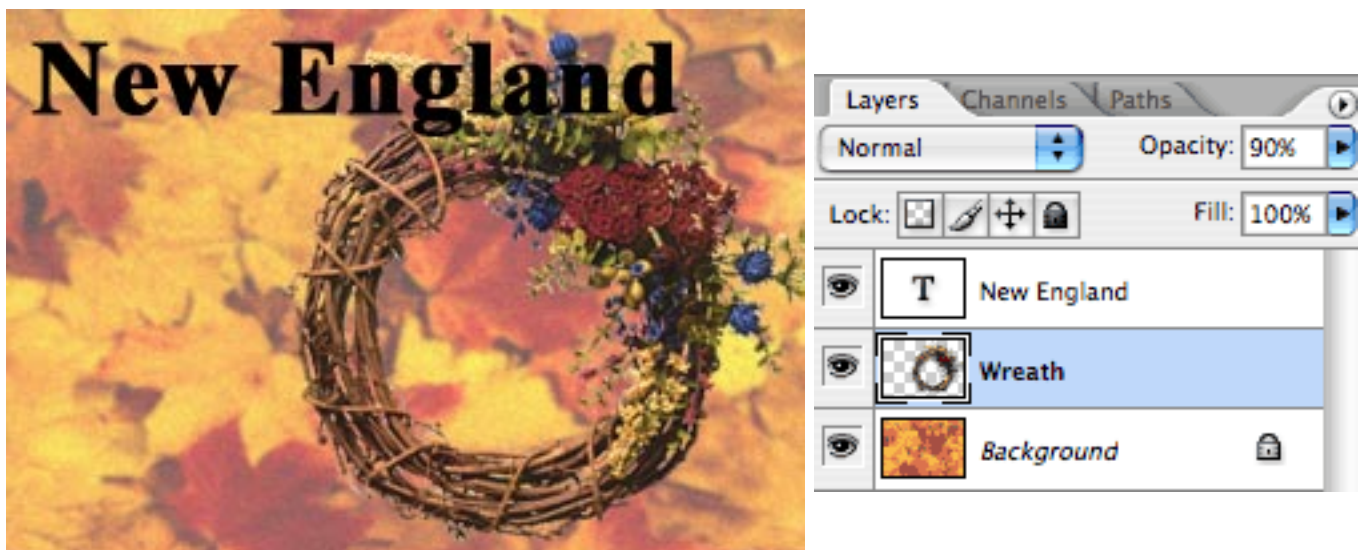 New England
Layers Channels Paths
Normal Opacity: 90%
Lock: Fill: 100%
T New England
Wreath
Background